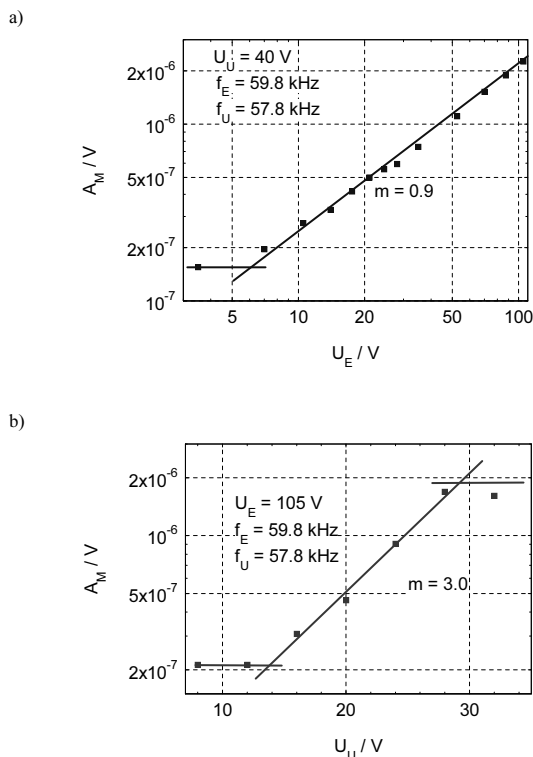 a)
U_U = 40 V
f_E = 59.8 kHz
f_U = 57.8 kHz
2x10⁻⁶
10⁻⁶
5x10⁻⁷
2x10⁻⁷
10⁻⁷
A_M / V
m = 0.9
5 10 20 50 100
U_E / V
b)
2x10⁻⁶
10⁻⁶
5x10⁻⁷
2x10⁻⁷
A_M / V
U_E = 105 V
f_E = 59.8 kHz
f_U = 57.8 kHz
m = 3.0
10 20 30
U_U / V